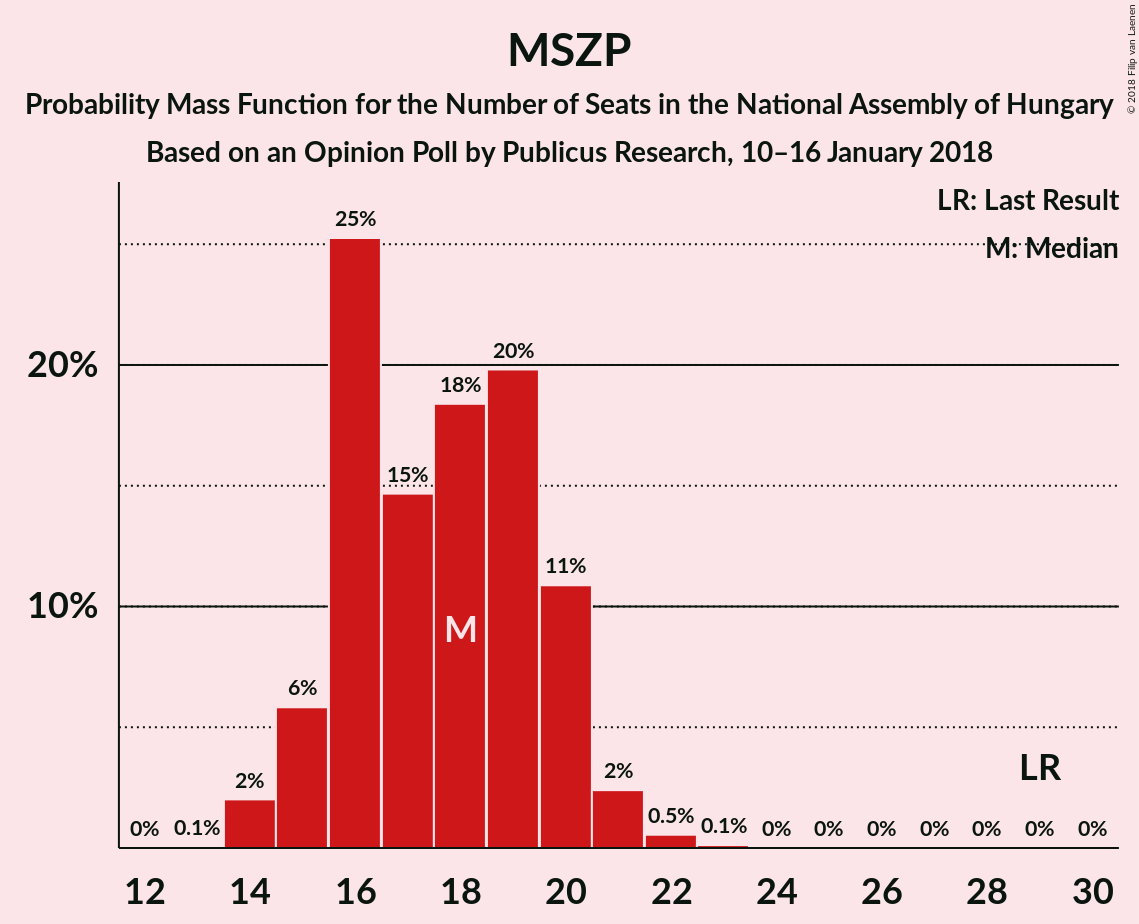 MSZP
Probability Mass Function for the Number of Seats in the National Assembly of Hungary
Based on an Opinion Poll by Publicus Research, 10–16 January 2018
© 2018 Filip van Laenen
LR: Last Result
M: Median
25%
20%
20%
18%
15%
11%
10%
M
6%
LR
2%
2%
0% 0.1% 0.5% 0.1% 0% 0% 0% 0% 0% 0% 0%
12 14 16 18 20 22 24 26 28 30